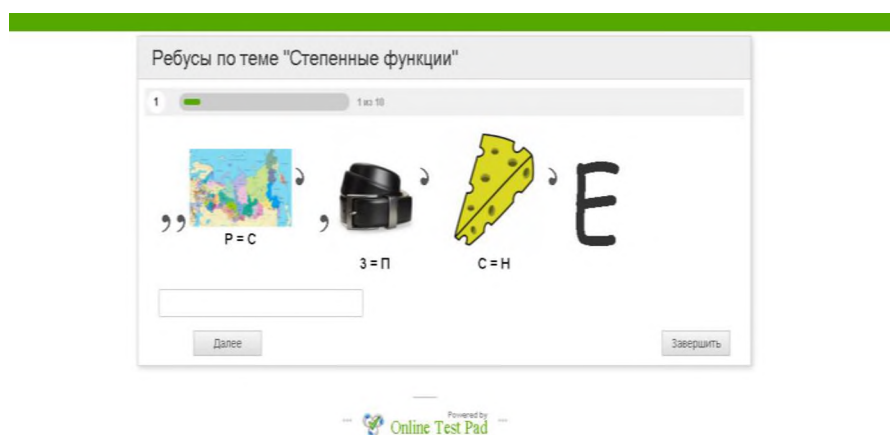 Ребусы по теме "Степенные функции"
1
1 из 10
,, , Р = С
, , З = П
, С = Н
Е
Далее
Завершить
Powered by
Online Test Pad